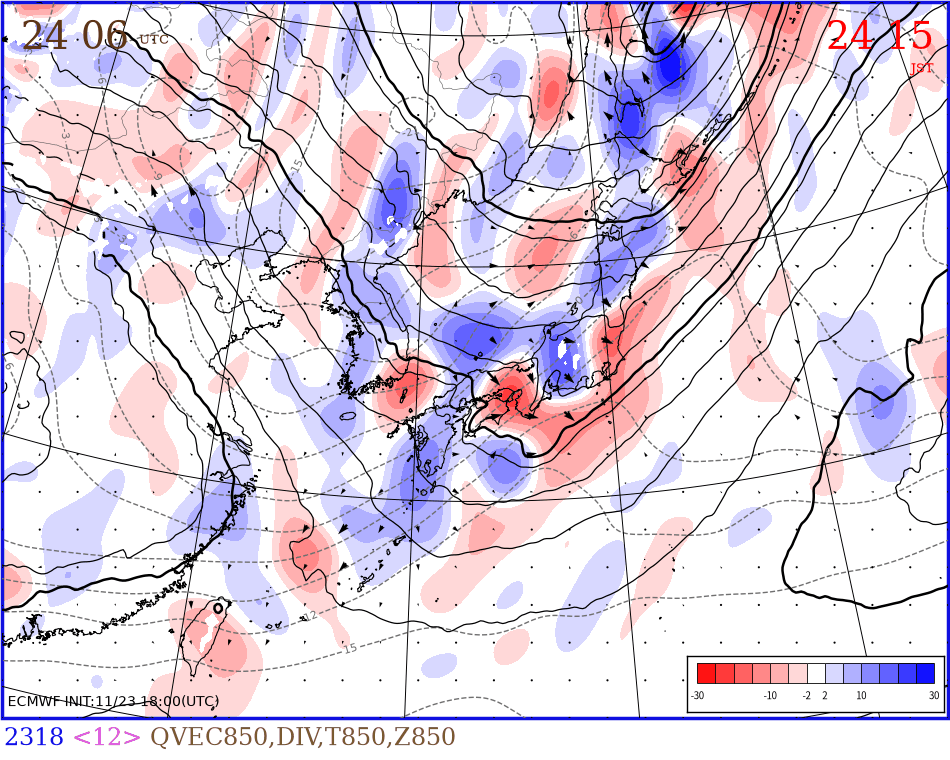 24 06 UTC
24 15
JST
ECMWF INIT:11/23 18:00(UTC)
-30 -10 -2 2 10 30
2318 <12> QVEC850,DIV,T850,Z850